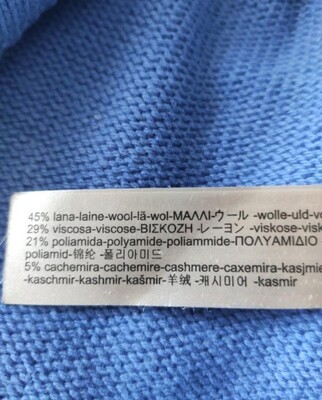 45% lana-laine-wool-lã-wol-ΜΑΛΛΙ-ウール -wolle-uld-
29% viscosa-viscose-ΒΙΣΚΟΖΗ -レーヨン -viskose-visk
21% poliamida-polyamide-poliammide-ΠΟΛΥΑΜΙΔΙΟ
poliamid-锦纶 -폴리아미드
5% cachemira-cachemire-cashmere-caxemira-kasjmie
-kaschmir-kashmir-kašmir-羊绒 -캐시미어 -kasmir